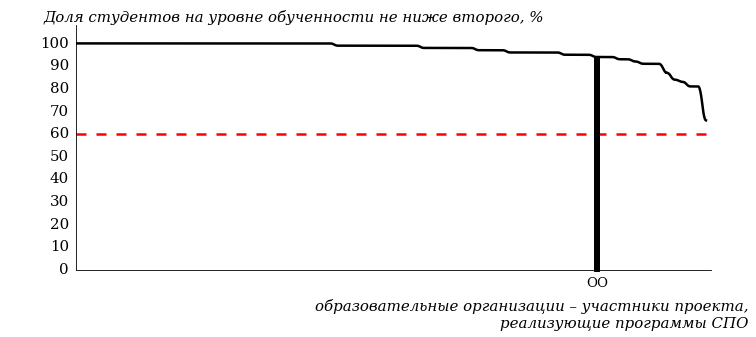 Доля студентов на уровне обученности не ниже второго, %
100
90
80
70
60
50
40
30
20
10
0
ОО
образовательные организации – участники проекта,
реализующие программы СПО